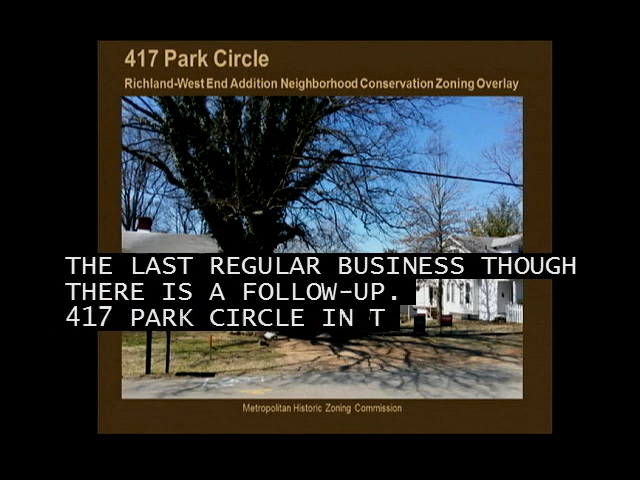 417 Park Circle
Richland-West End Addition Neighborhood Conservation Zoning Overlay
THE LAST REGULAR BUSINESS THOUGH
THERE IS A FOLLOW-UP.
417 PARK CIRCLE IN T
Metropolitan Historic Zoning Commission